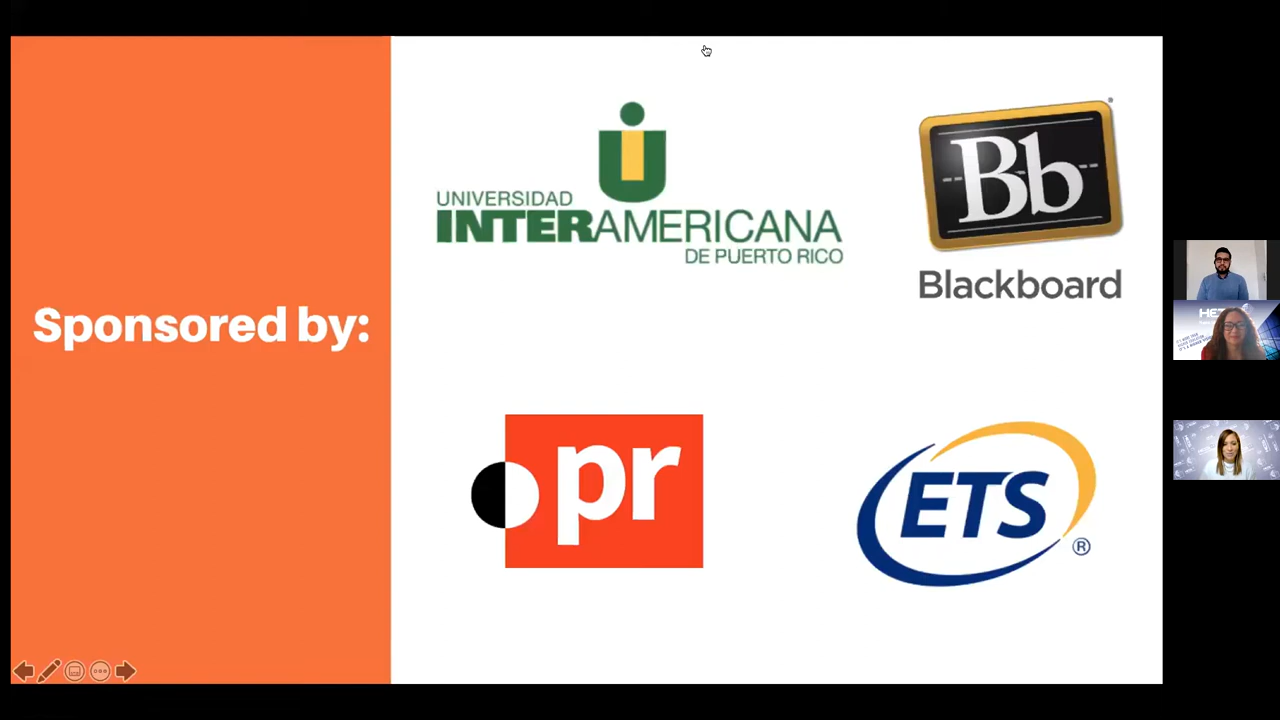 Sponsored by:
UNIVERSIDAD
INTERAMERICANA
DE PUERTO RICO
Bb
Blackboard
pr
ETS
®